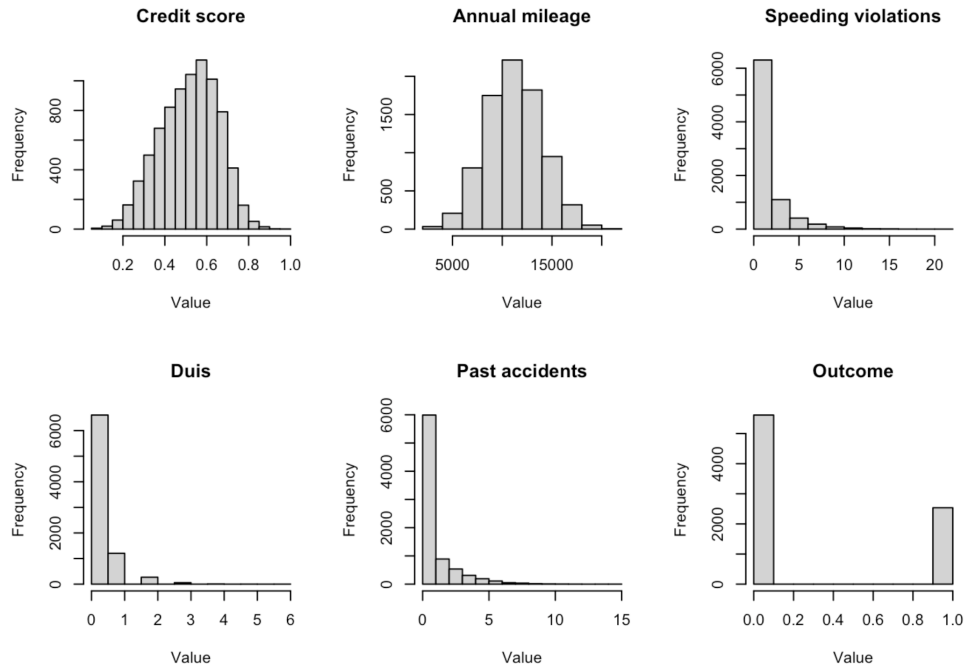 Credit score
Frequency
0 400 800
0.2 0.4 0.6 0.8 1.0
Value
Annual mileage
Frequency
0 500 1500
5000 15000
Value
Speeding violations
Frequency
0 2000 4000 6000
0 5 10 15 20
Value
Duis
Frequency
0 2000 4000 6000
0 1 2 3 4 5 6
Value
Past accidents
Frequency
0 2000 4000 6000
0 5 10 15
Value
Outcome
Frequency
0 2000 4000
0.0 0.2 0.4 0.6 0.8 1.0
Value